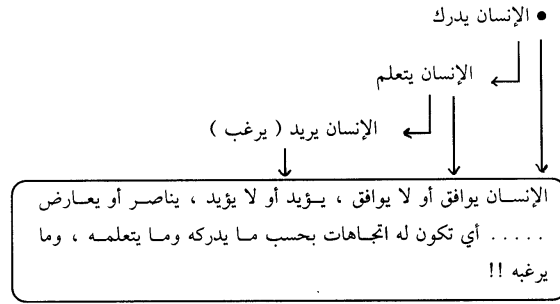 • الإنسان يدرك
الإنسان يتعلم
الإنسان يريد ( يرغب )
الإنسان يوافق أو لا يوافق ، يؤيد أو لا يؤيد ، يناصر أو يعارض
..... أي تكون له اتجاهات بحسب ما يدركه وما يتعلمه ، وما
يرغبه !!